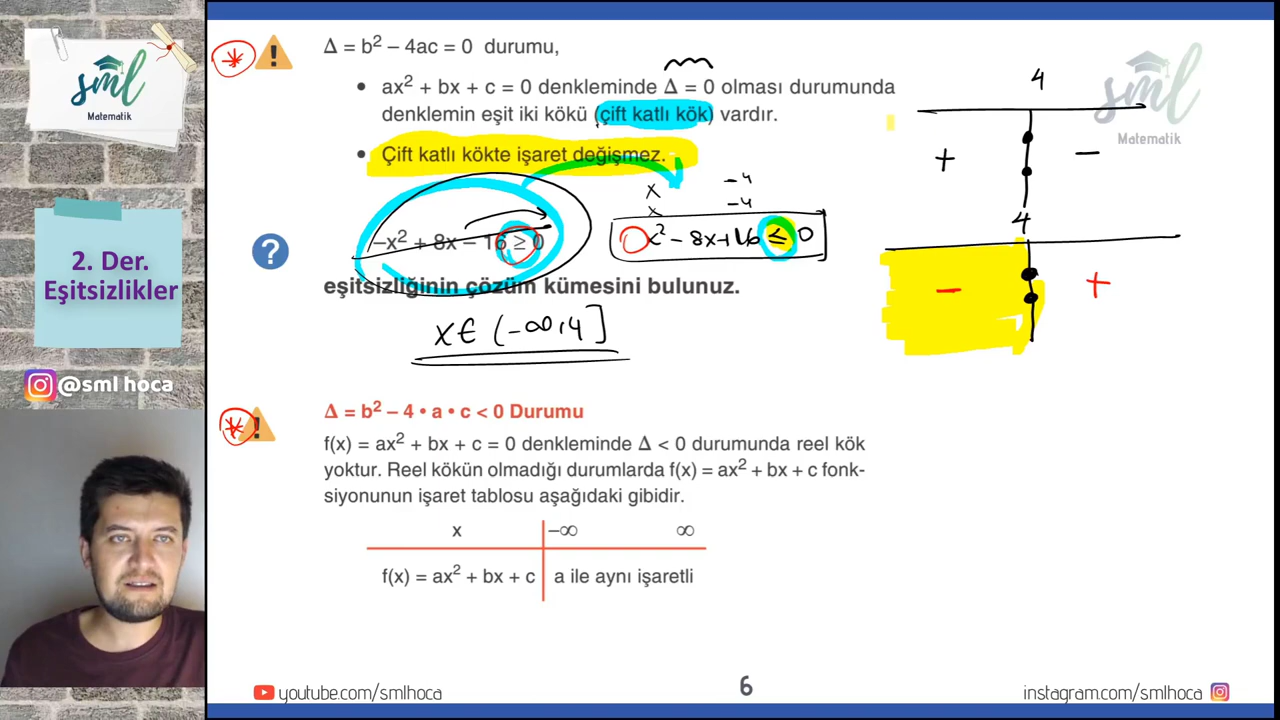 sml
Matematik
2. Der.
Eşitsizlikler
@sml hoca
Δ = b² – 4ac = 0 durumu,
• ax² + bx + c = 0 denkleminde Δ = 0 olması durumunda
denklemin eşit iki kökü (çift katlı kök) vardır.
• Çift katlı kökte işaret değişmez.
x -4
x -4
–x² + 8x – 16 ≥ 0
x² - 8x + 16 ≤ 0
?
eşitsizliğinin çözüm kümesini bulunuz.
x ∈ (-∞, 4]
4
+ -
4
- +
sml
Matematik
Δ = b² – 4 • a • c < 0 Durumu
f(x) = ax² + bx + c = 0 denkleminde Δ < 0 durumunda reel kök
yoktur. Reel kökün olmadığı durumlarda f(x) = ax² + bx + c fonk-
siyonunun işaret tablosu aşağıdaki gibidir.
x –∞ ∞
f(x) = ax² + bx + c a ile aynı işaretli
youtube.com/smlhoca
6
instagram.com/smlhoca